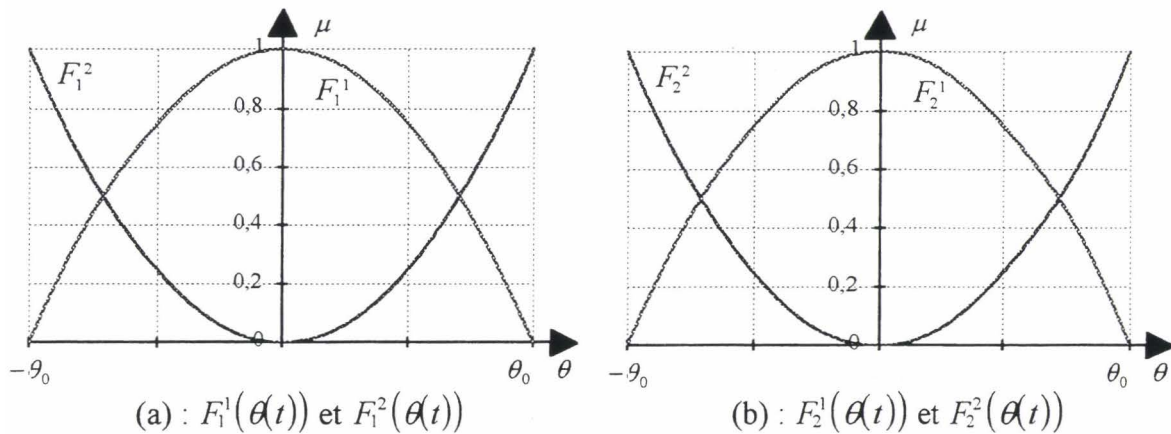 μ
1
F₁²
F₁¹
0,8
0,6
0,4
0,2
0
−θ₀
θ₀
θ
(a) : F₁¹(θ(t)) et F₁²(θ(t))
μ
1
F₂²
F₂¹
0,8
0,6
0,4
0,2
0
−θ₀
θ₀
θ
(b) : F₂¹(θ(t)) et F₂²(θ(t))